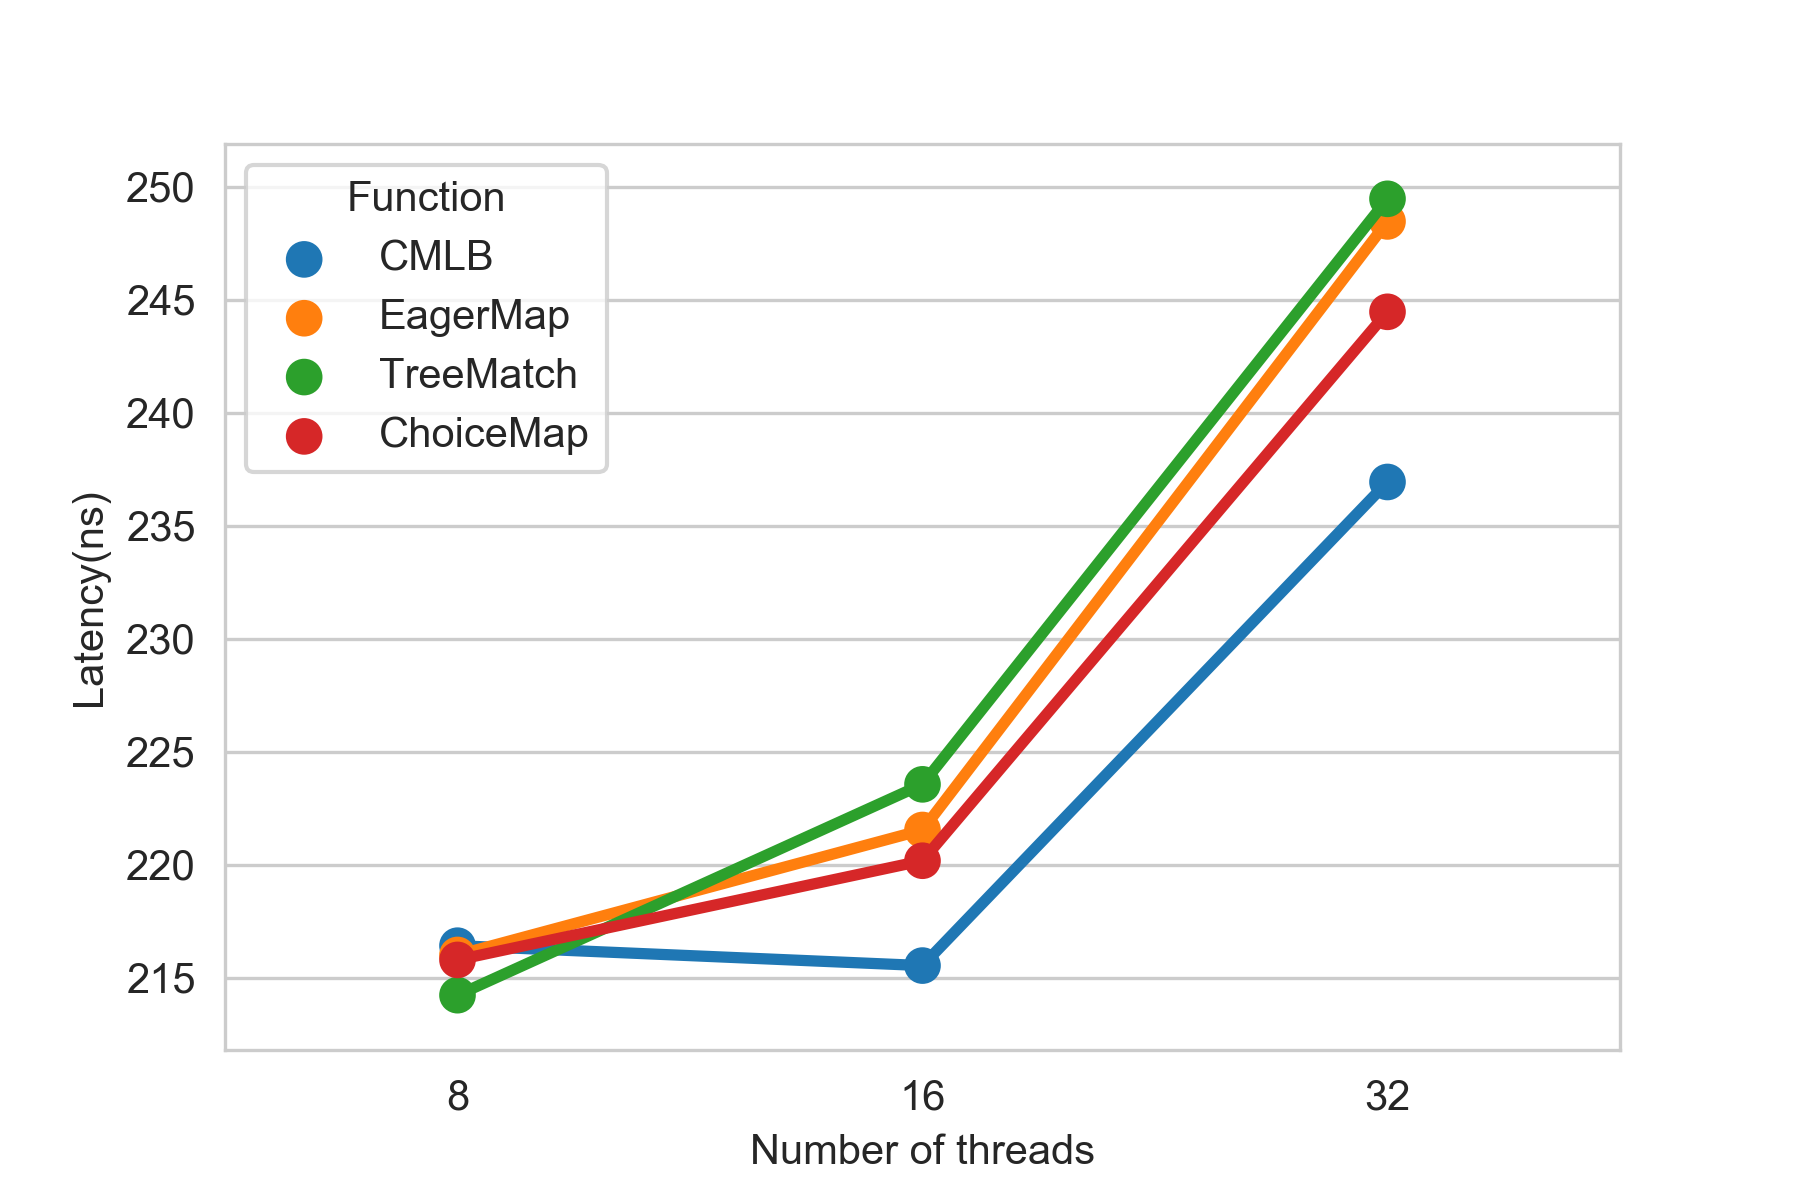 Function
CMLB
EagerMap
TreeMatch
ChoiceMap
250
245
240
235
230
225
220
215
Latency(ns)
8 16 32
Number of threads